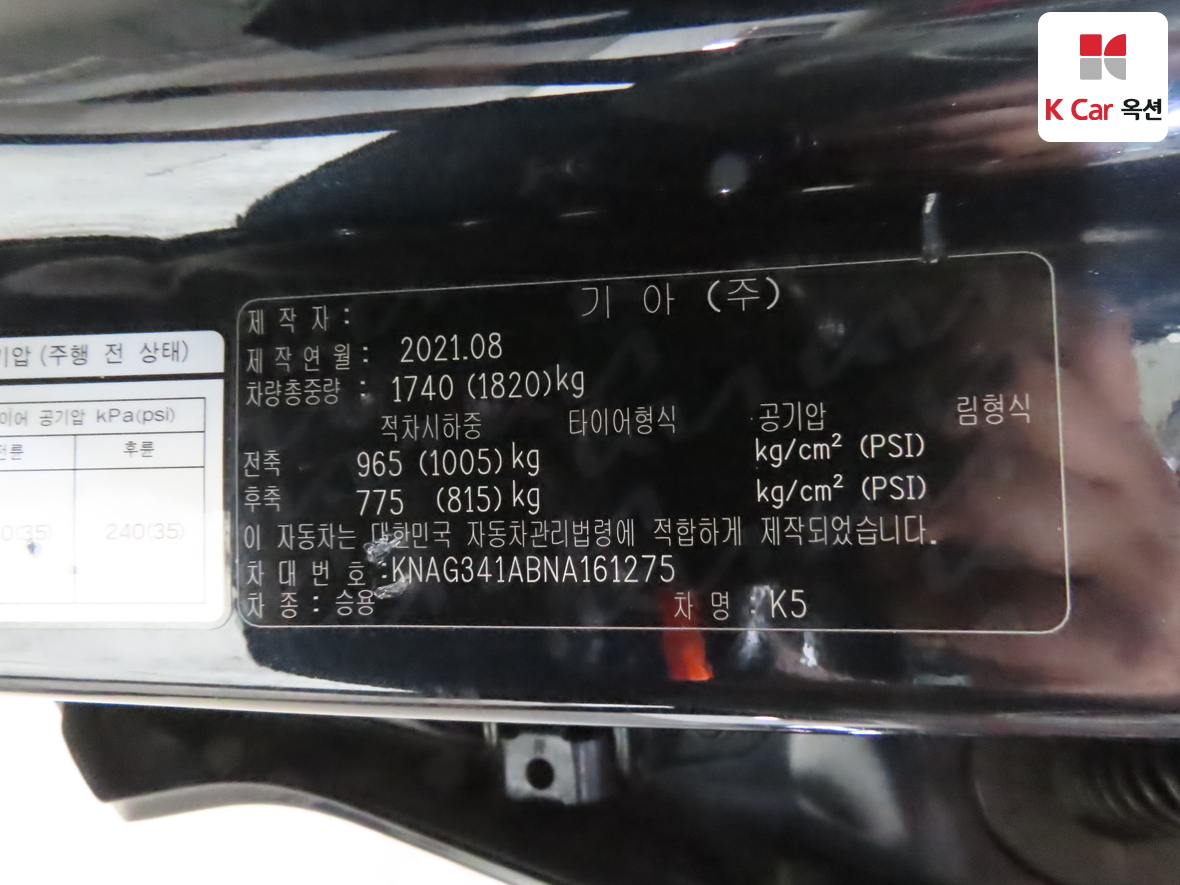 K Car 옥션
제 작 자 : 기 아 (주)
제 작 연 월 : 2021.08
차량총중량 : 1740 (1820)kg
적차시하중 타이어형식 공기압 림형식
전축 965 (1005)kg kg/cm² (PSI)
후축 775 (815)kg kg/cm² (PSI)
이 자동차는 대한민국 자동차관리법령에 적합하게 제작되었습니다.
차 대 번 호 :KNAG341ABNA161275
차 종 : 승용 차 명 : K5
기압 (주행 전 상태)
이어 공기압 kPa(psi)
전륜 후륜
0(35) 240(35)